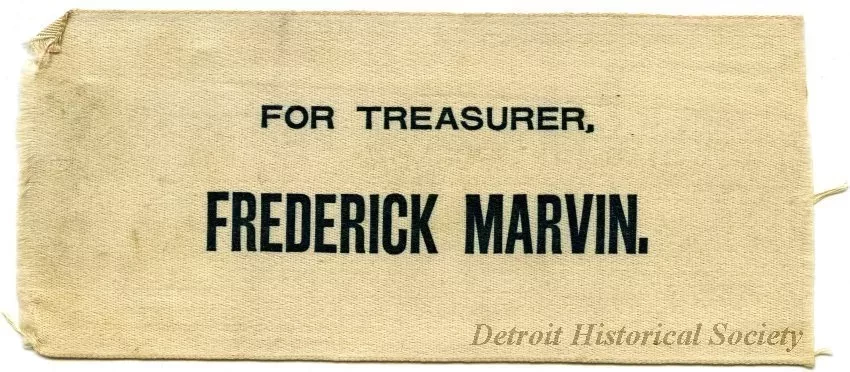 FOR TREASURER,
FREDERICK MARVIN.
Detroit Historical Society